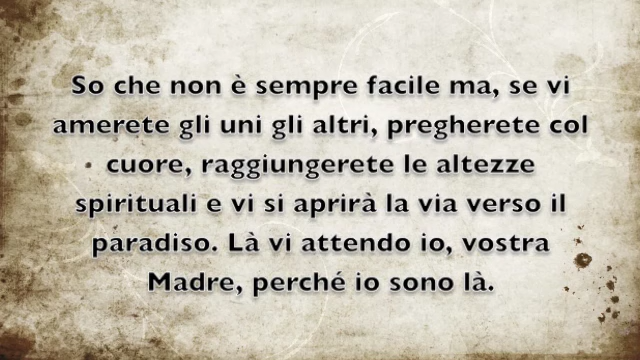 So che non è sempre facile ma, se vi
amerete gli uni gli altri, pregherete col
cuore, raggiungerete le altezze
spirituali e vi si aprirà la via verso il
paradiso. Là vi attendo io, vostra
Madre, perché io sono là.